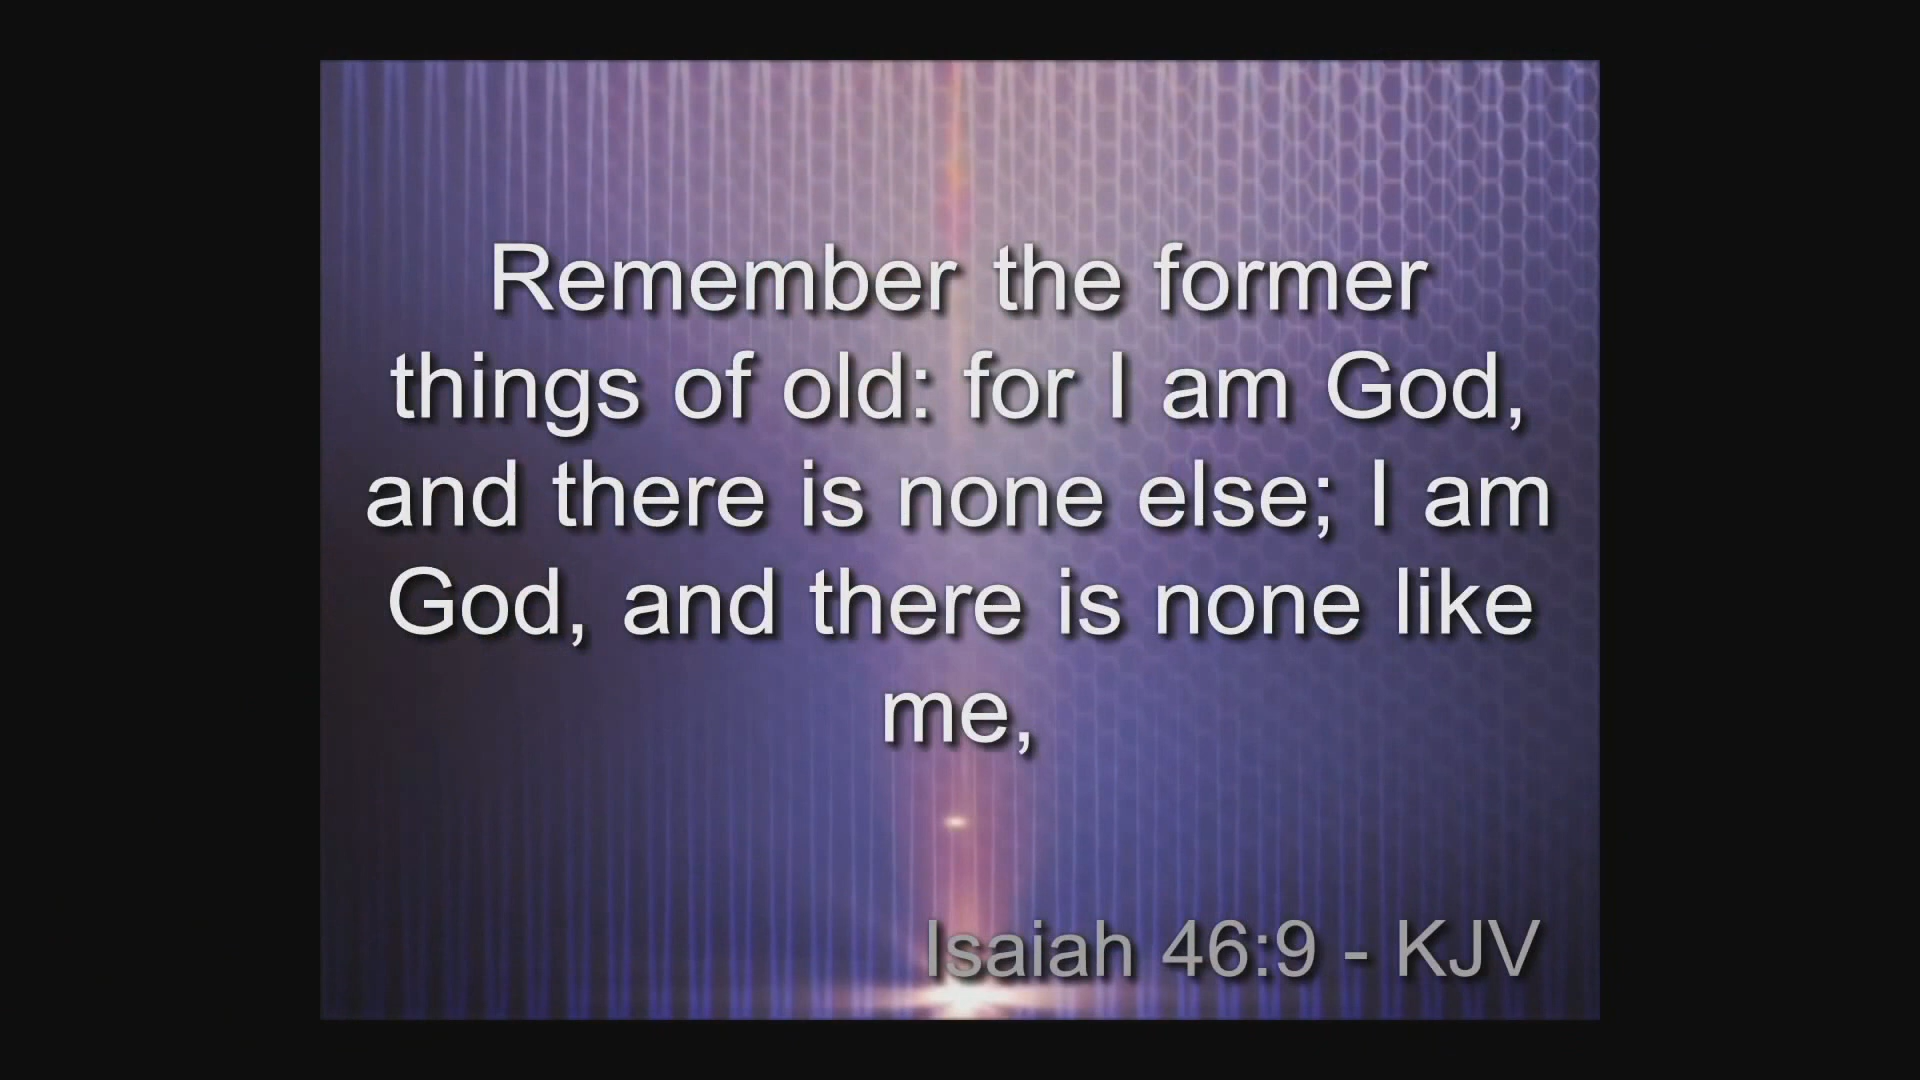 Remember the former
things of old: for I am God,
and there is none else; I am
God, and there is none like
me,
Isaiah 46:9 - KJV